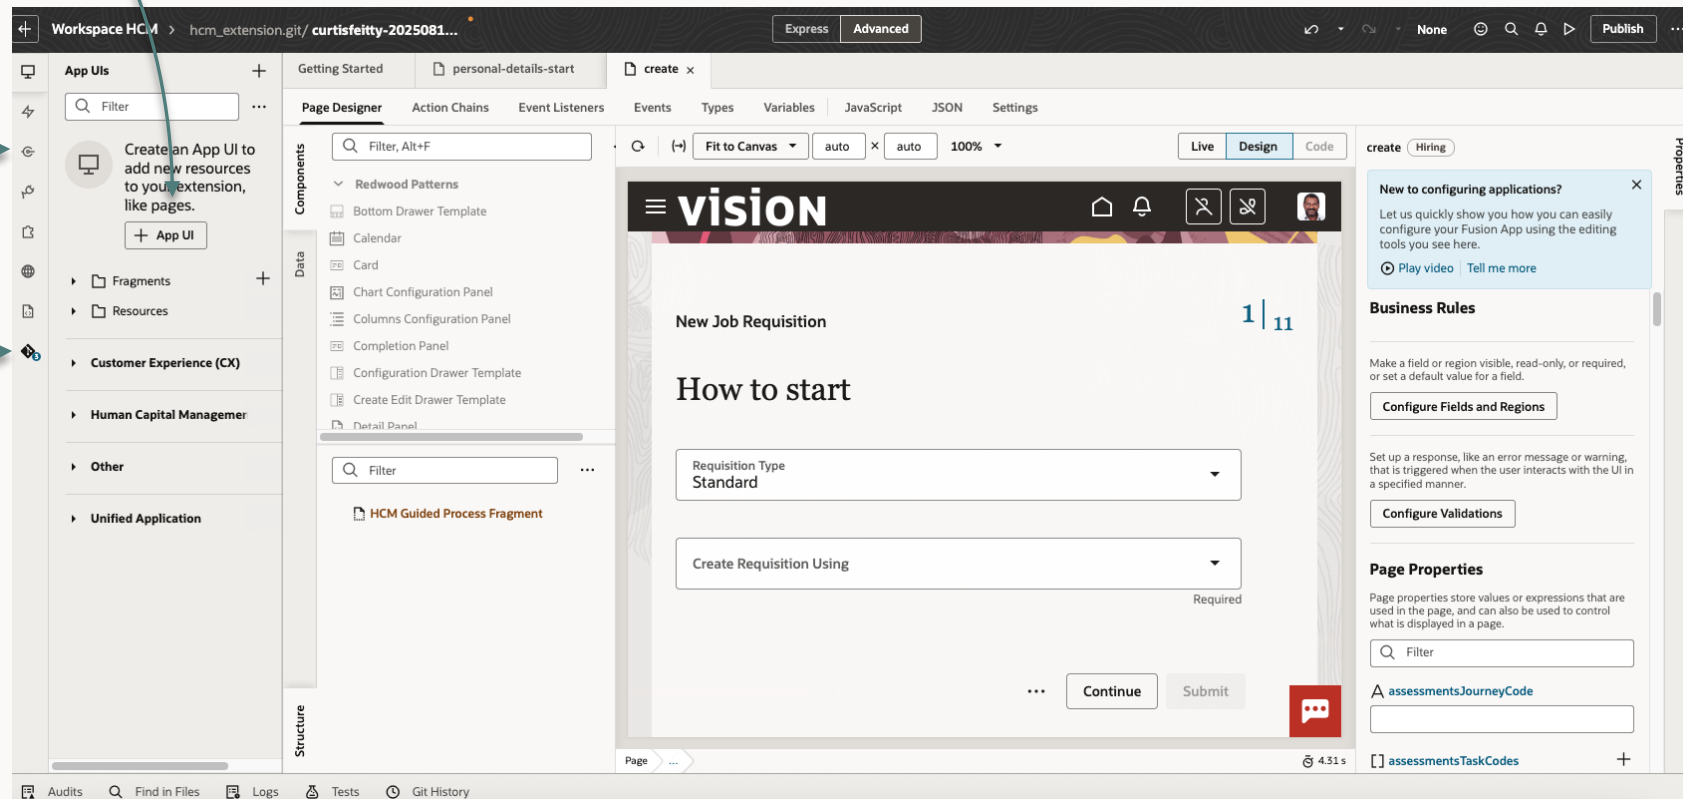 Workspace HCM > hcm_extension.git/ curtisfeitty-20250811...
Express Advanced
None
Publish
App UIs
Filter
Create an App UI to
add new resources
to your extension,
like pages.
+ App UI
Fragments
Resources
Customer Experience (CX)
Human Capital Managemen
Other
Unified Application
Getting Started
personal-details-start
create
Page Designer
Action Chains
Event Listeners
Events
Types
Variables
JavaScript
JSON
Settings
Components
Data
Structure
Filter, Alt+F
Redwood Patterns
Bottom Drawer Template
Calendar
Card
Chart Configuration Panel
Columns Configuration Panel
Completion Panel
Configuration Drawer Template
Create Edit Drawer Template
Detail Panel
Filter
HCM Guided Process Fragment
Fit to Canvas
auto × auto
100%
Live Design Code
vision
New Job Requisition
1 | 11
How to start
Requisition Type
Standard
Create Requisition Using
Required
Continue
Submit
Page
...
4.31 s
create Hiring
Properties
New to configuring applications?
Let us quickly show you how you can easily
configure your Fusion App using the editing
tools you see here.
Play video | Tell me more
Business Rules
Make a field or region visible, read-only, or required,
or set a default value for a field.
Configure Fields and Regions
Set up a response, like an error message or warning,
that is triggered when the user interacts with the UI in
a specified manner.
Configure Validations
Page Properties
Page properties store values or expressions that are
used in the page, and can also be used to control
what is displayed in a page.
Filter
assessmentsJourneyCode
assessmentsTaskCodes
Audits
Find in Files
Logs
Tests
Git History